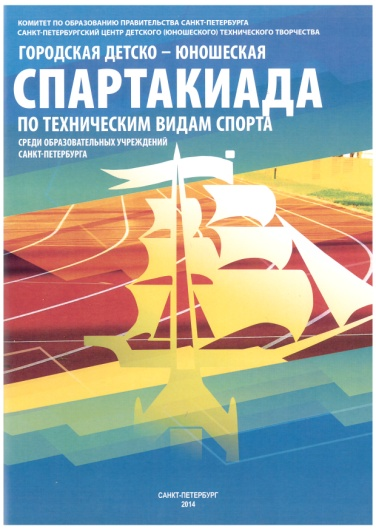 КОМИТЕТ ПО ОБРАЗОВАНИЮ ПРАВИТЕЛЬСТВА САНКТ-ПЕТЕРБУРГА
САНКТ-ПЕТЕРБУРГСКИЙ ЦЕНТР ДЕТСКОГО (ЮНОШЕСКОГО) ТЕХНИЧЕСКОГО ТВОРЧЕСТВА
ГОРОДСКАЯ ДЕТСКО – ЮНОШЕСКАЯ
СПАРТАКИАДА
ПО ТЕХНИЧЕСКИМ ВИДАМ СПОРТА
СРЕДИ ОБРАЗОВАТЕЛЬНЫХ УЧРЕЖДЕНИЙ
САНКТ-ПЕТЕРБУРГА
САНКТ-ПЕТЕРБУРГ
2014